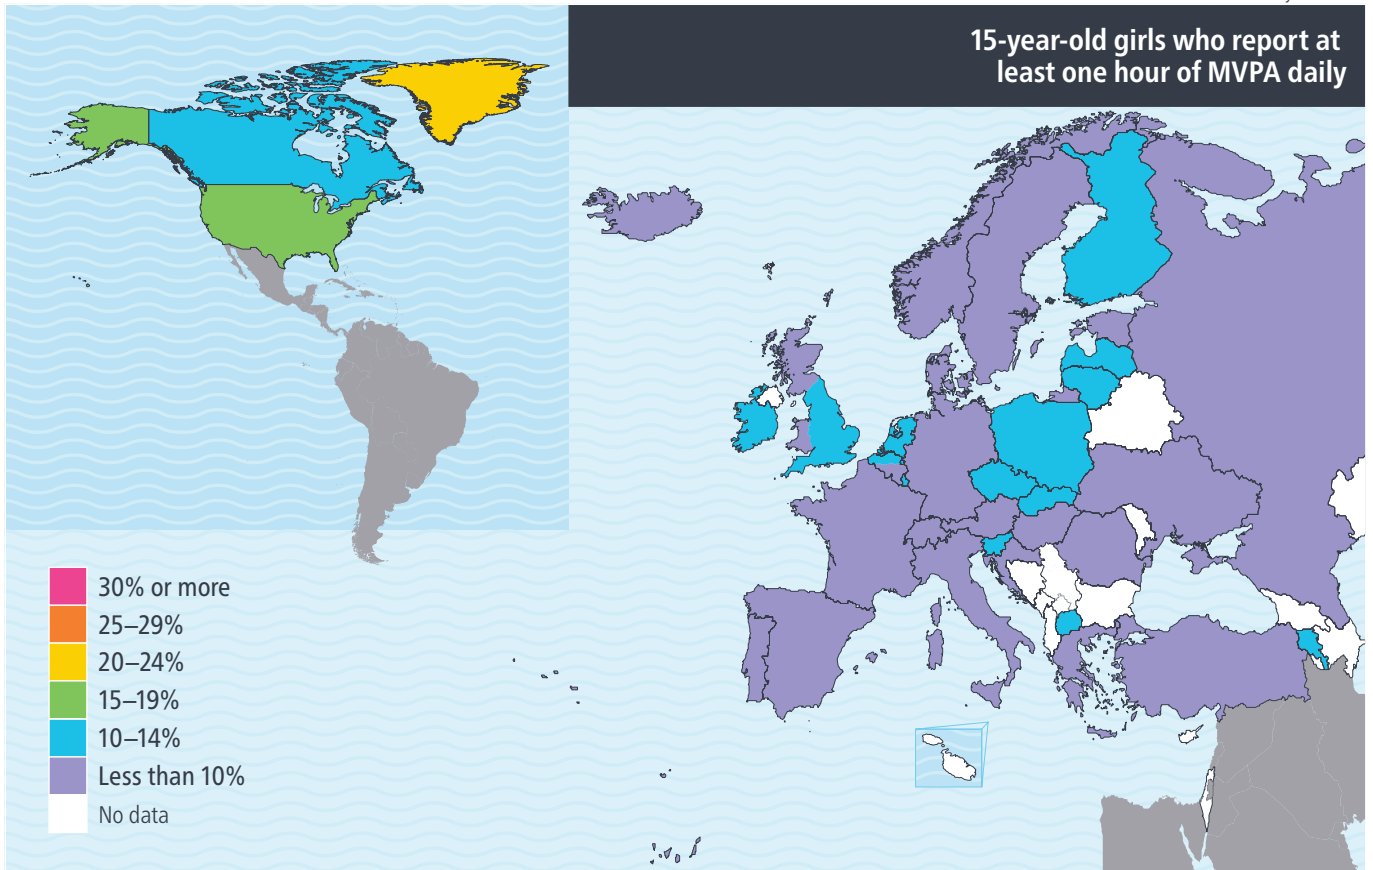 15-year-old girls who report at
least one hour of MVPA daily
30% or more
25–29%
20–24%
15–19%
10–14%
Less than 10%
No data